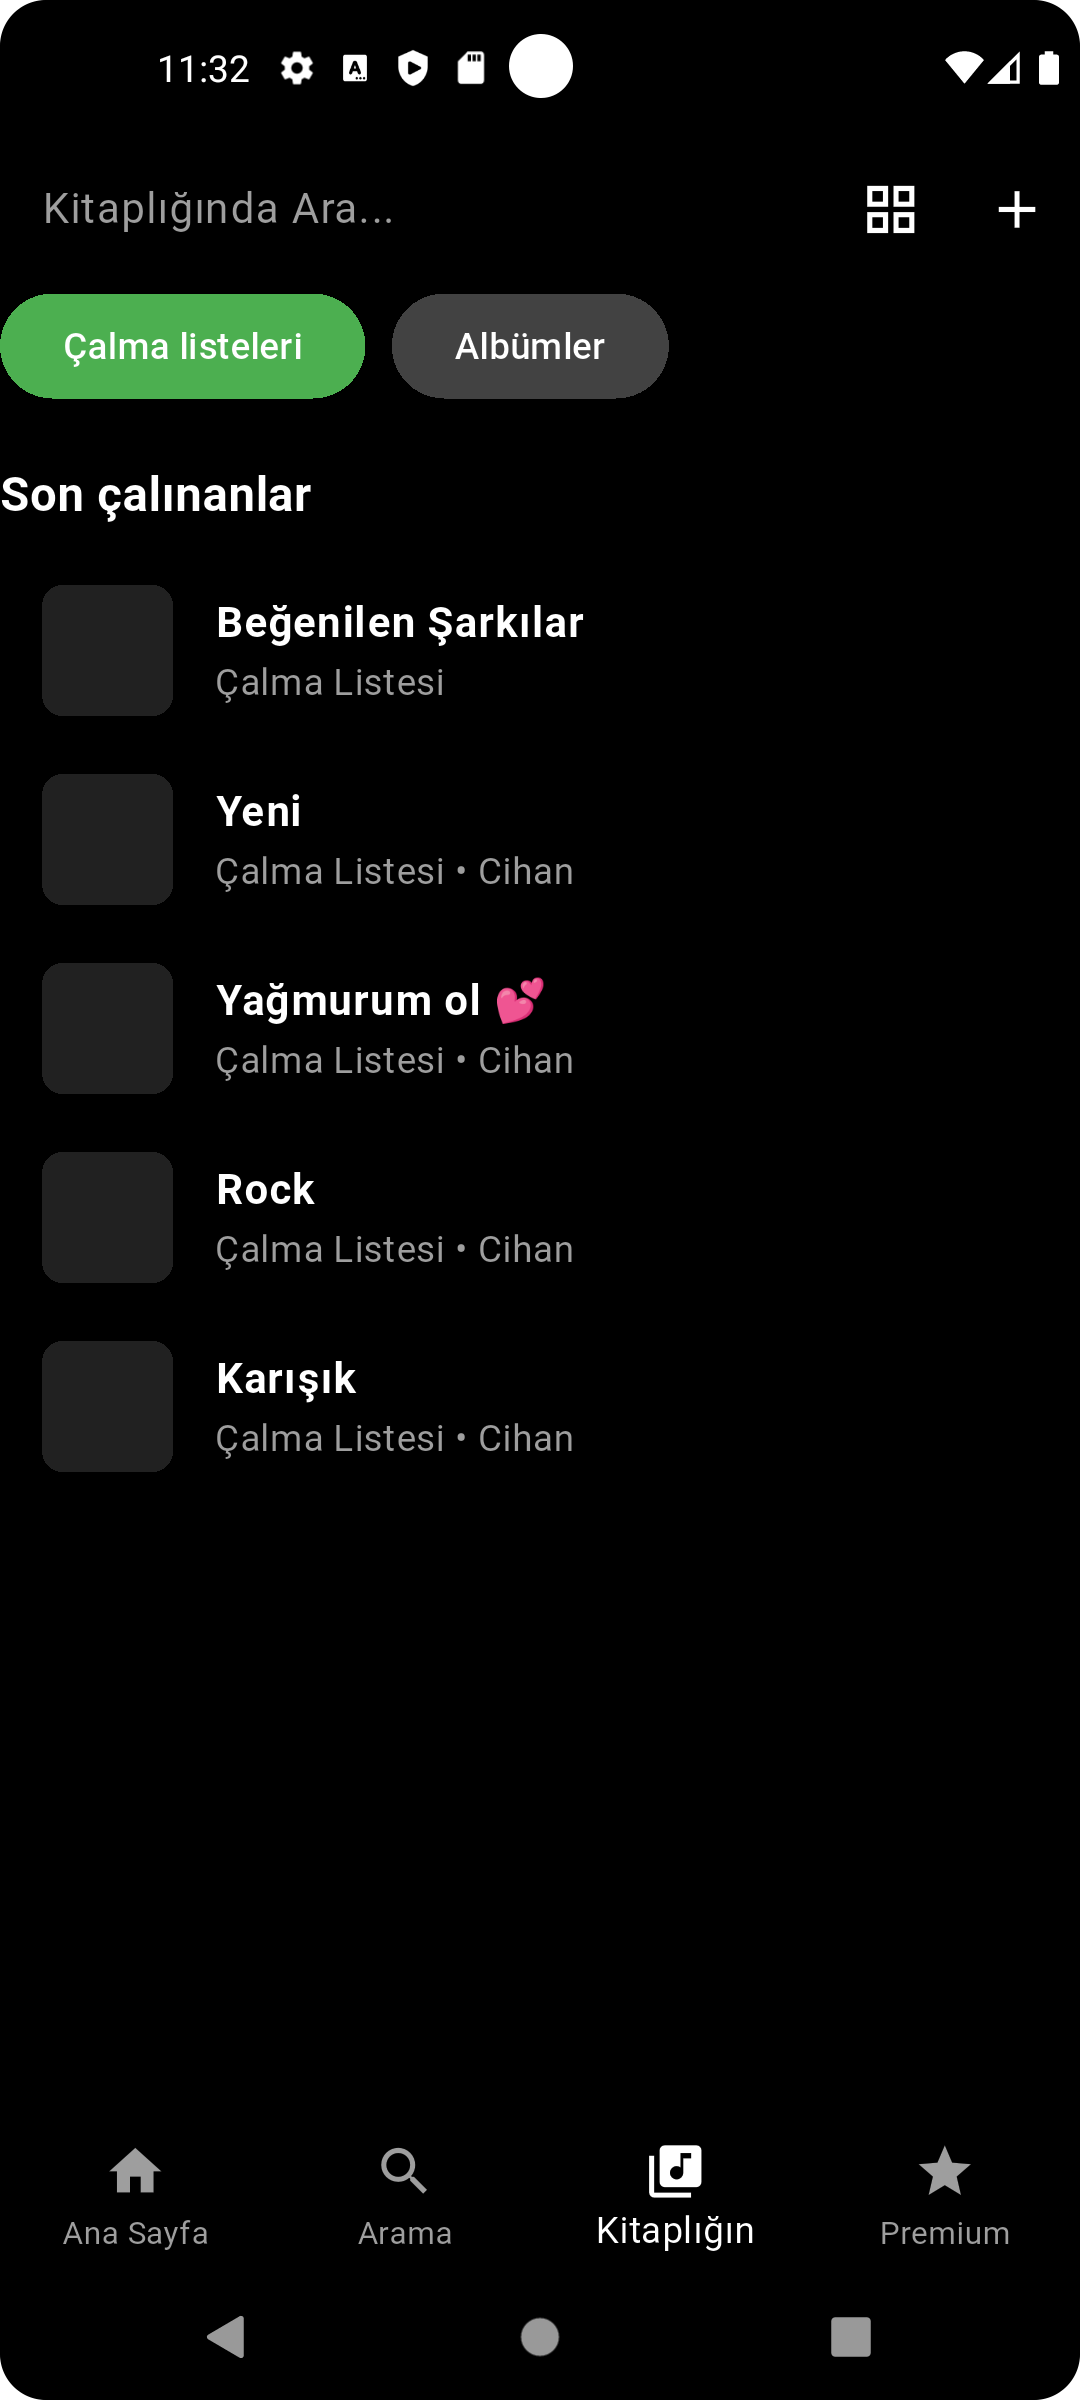 11:32
Kitaplığında Ara...
Çalma listeleri
Albümler
Son çalınanlar
Beğenilen Şarkılar
Çalma Listesi
Yeni
Çalma Listesi • Cihan
Yağmurum ol 💕
Çalma Listesi • Cihan
Rock
Çalma Listesi • Cihan
Karışık
Çalma Listesi • Cihan
Ana Sayfa
Arama
Kitaplığın
Premium